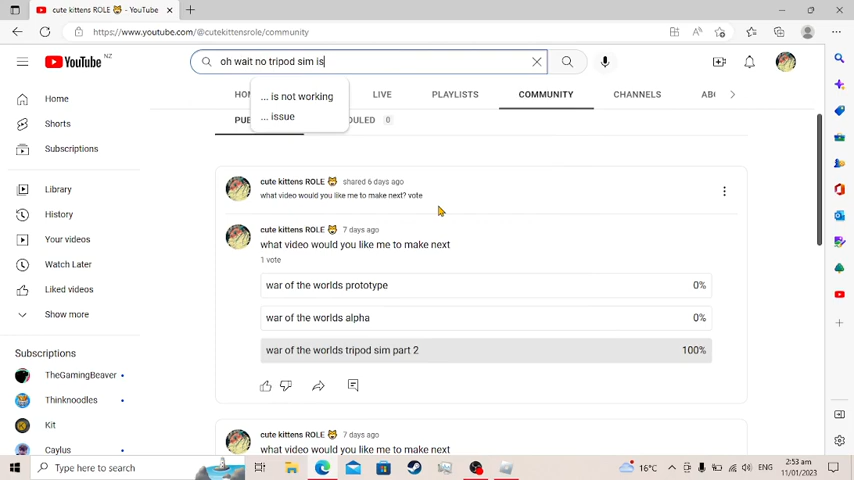 cute kittens ROLE 😺 - YouTube
https://www.youtube.com/@cutekittensrole/community
YouTube NZ
oh wait no tripod sim is
... is not working
... issue
HO
LIVE
PLAYLISTS
COMMUNITY
CHANNELS
AB
PUB
DULED 0
Home
Shorts
Subscriptions
Library
History
Your videos
Watch Later
Liked videos
Show more
Subscriptions
TheGamingBeaver
Thinknoodles
Kit
Caylus
cute kittens ROLE 😺 shared 6 days ago
what video would you like me to make next? vote
cute kittens ROLE 😺 7 days ago
what video would you like me to make next
1 vote
war of the worlds prototype 0%
war of the worlds alpha 0%
war of the worlds tripod sim part 2 100%
cute kittens ROLE 😺 7 days ago
what video would you like me to make next
Type here to search
16°C
ENG
2:53 am
11/01/2023